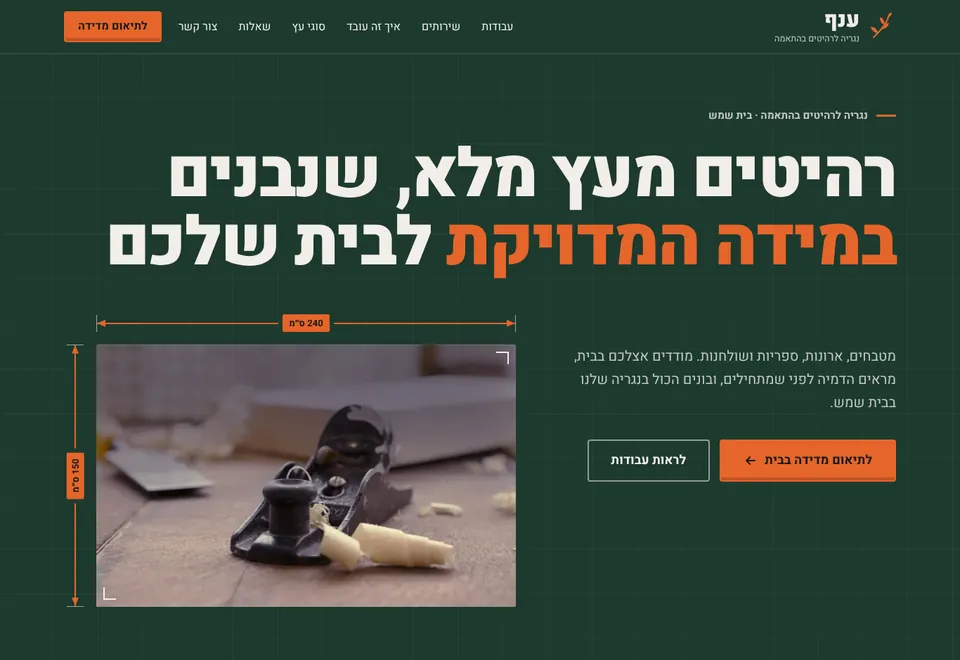 ענף
נגריה לרהיטים בהתאמה
עבודות
שירותים
איך זה עובד
סוגי עץ
שאלות
צור קשר
לתיאום מדידה
נגריה לרהיטים בהתאמה · בית שמש
רהיטים מעץ מלא, שנבנים
במידה המדויקת לבית שלכם
מטבחים, ארונות, ספריות ושולחנות. מודדים אצלכם בבית,
מראים הדמיה לפני שמתחילים, ובונים הכול בנגריה שלנו
בבית שמש.
לתיאום מדידה בבית ←
לראות עבודות
240 ס"מ
150 ס"מ